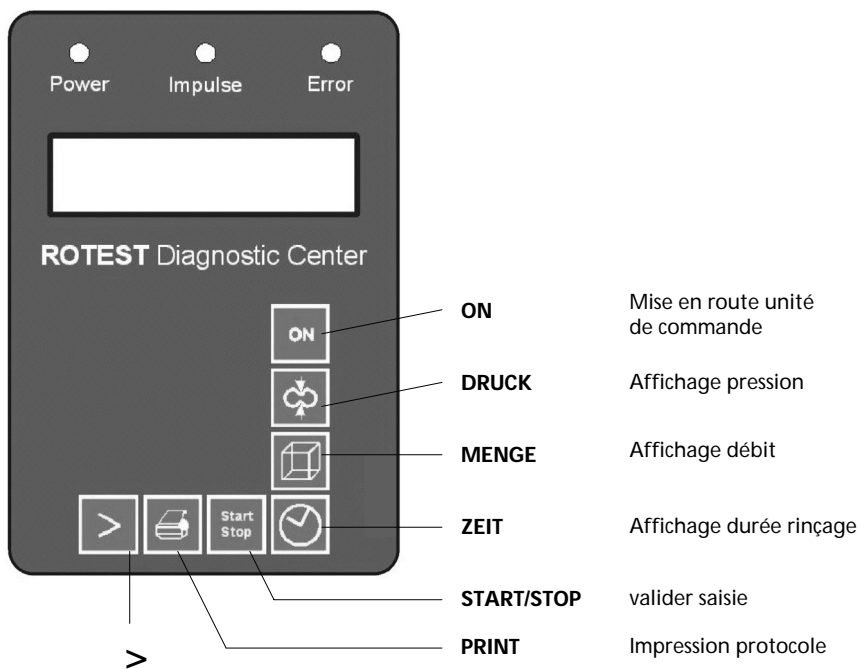 Power Impulse Error
ROTEST Diagnostic Center
ON
ON Mise en route unité
de commande
DRUCK Affichage pression
MENGE Affichage débit
>
Start
Stop
ZEIT Affichage durée rinçage
START/STOP valider saisie
PRINT Impression protocole
>